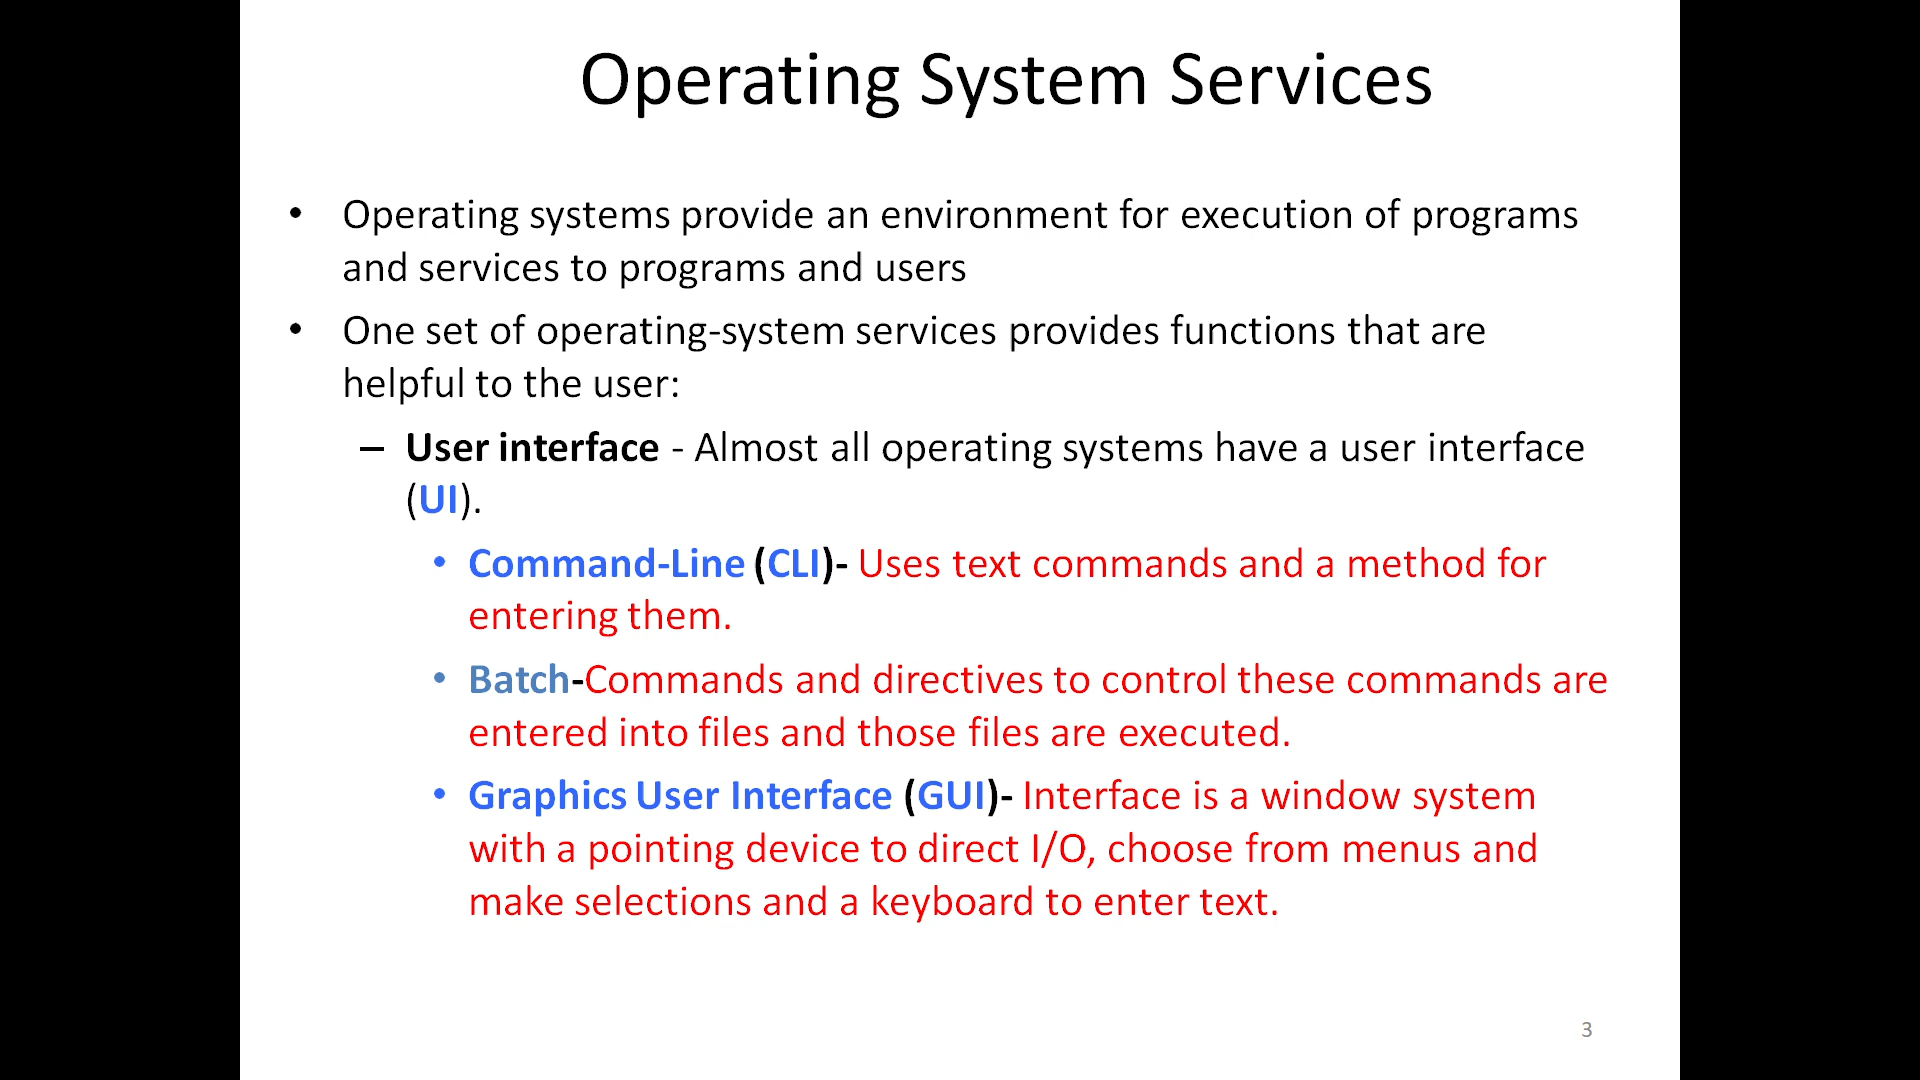 Operating System Services
• Operating systems provide an environment for execution of programs
and services to programs and users
• One set of operating-system services provides functions that are
helpful to the user:
– User interface - Almost all operating systems have a user interface
(UI).
• Command-Line (CLI)- Uses text commands and a method for
entering them.
• Batch-Commands and directives to control these commands are
entered into files and those files are executed.
• Graphics User Interface (GUI)- Interface is a window system
with a pointing device to direct I/O, choose from menus and
make selections and a keyboard to enter text.
3